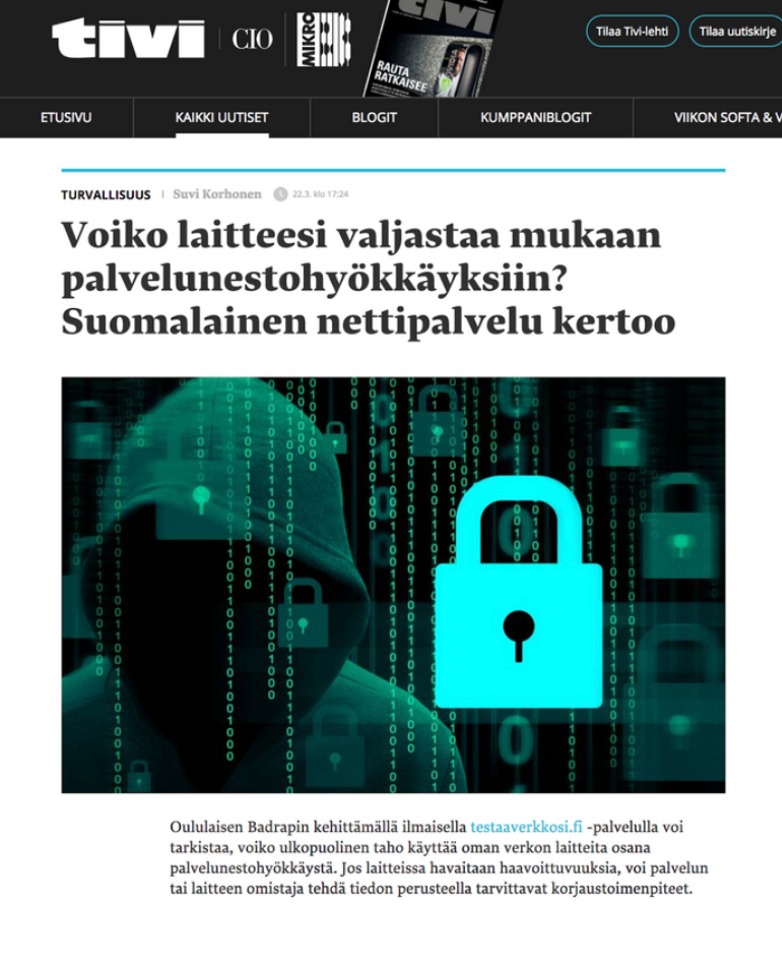 tivi
CIO
MIKRO
tivi
RAUTA
RATKAISEE
Tilaa Tivi-lehti
Tilaa uutiskirje
ETUSIVU
KAIKKI UUTISET
BLOGIT
KUMPPANIBLOGIT
VIIKON SOFTA & V
TURVALLISUUS | Suvi Korhonen 22.3. klo 17:24
Voiko laitteesi valjastaa mukaan
palvelunestohyökkäyksiin?
Suomalainen nettipalvelu kertoo
Oululaisen Badrapin kehittämällä ilmaisella testaaverkkosi.fi -palvelulla voi
tarkistaa, voiko ulkopuolinen taho käyttää oman verkon laitteita osana
palvelunestohyökkäystä. Jos laitteissa havaitaan haavoittuvuuksia, voi palvelun
tai laitteen omistaja tehdä tiedon perusteella tarvittavat korjaustoimenpiteet.